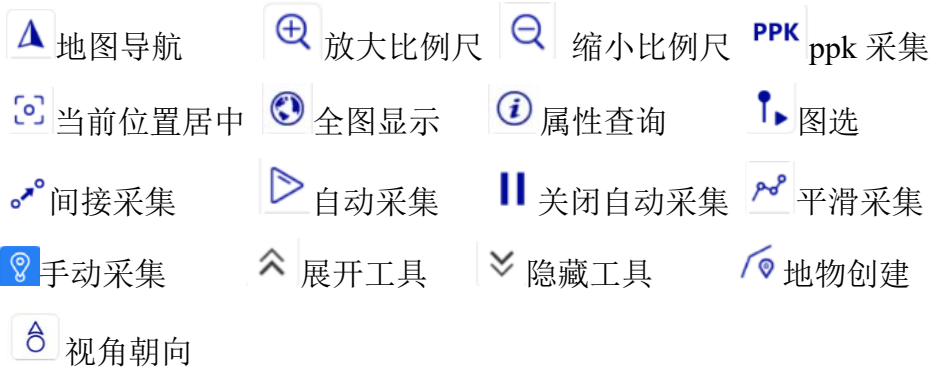 地图导航 放大比例尺 缩小比例尺 PPK ppk 采集
当前位置居中 全图显示 i 属性查询 图选
间接采集 自动采集 关闭自动采集 平滑采集
手动采集 展开工具 隐藏工具 地物创建
视角朝向